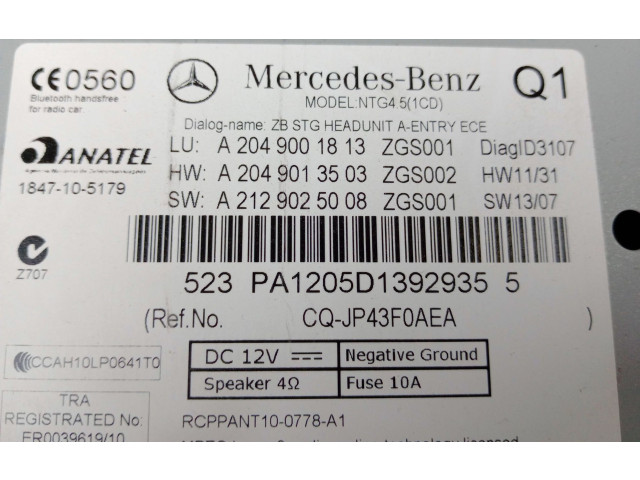 CE0560
Mercedes-Benz
Q1
Bluetooth handsfree
for radio car
MODEL:NTG4.5(1CD)
Dialog-name: ZB STG HEADUNIT A-ENTRY ECE
ANATEL
LU: A 204 900 18 13 ZGS001 DiagID3107
HW: A 204 901 35 03 ZGS002 HW11/31
1847-10-5179
SW: A 212 902 50 08 ZGS001 SW13/07
Z707
523 PA1205D1392935 5
(Ref.No. CQ-JP43F0AEA )
CCAH10LP0641T0
DC 12V Negative Ground
Speaker 4Ω Fuse 10A
TRA
REGISTRATED No:
ER0039619/10
RCPPANT10-0778-A1